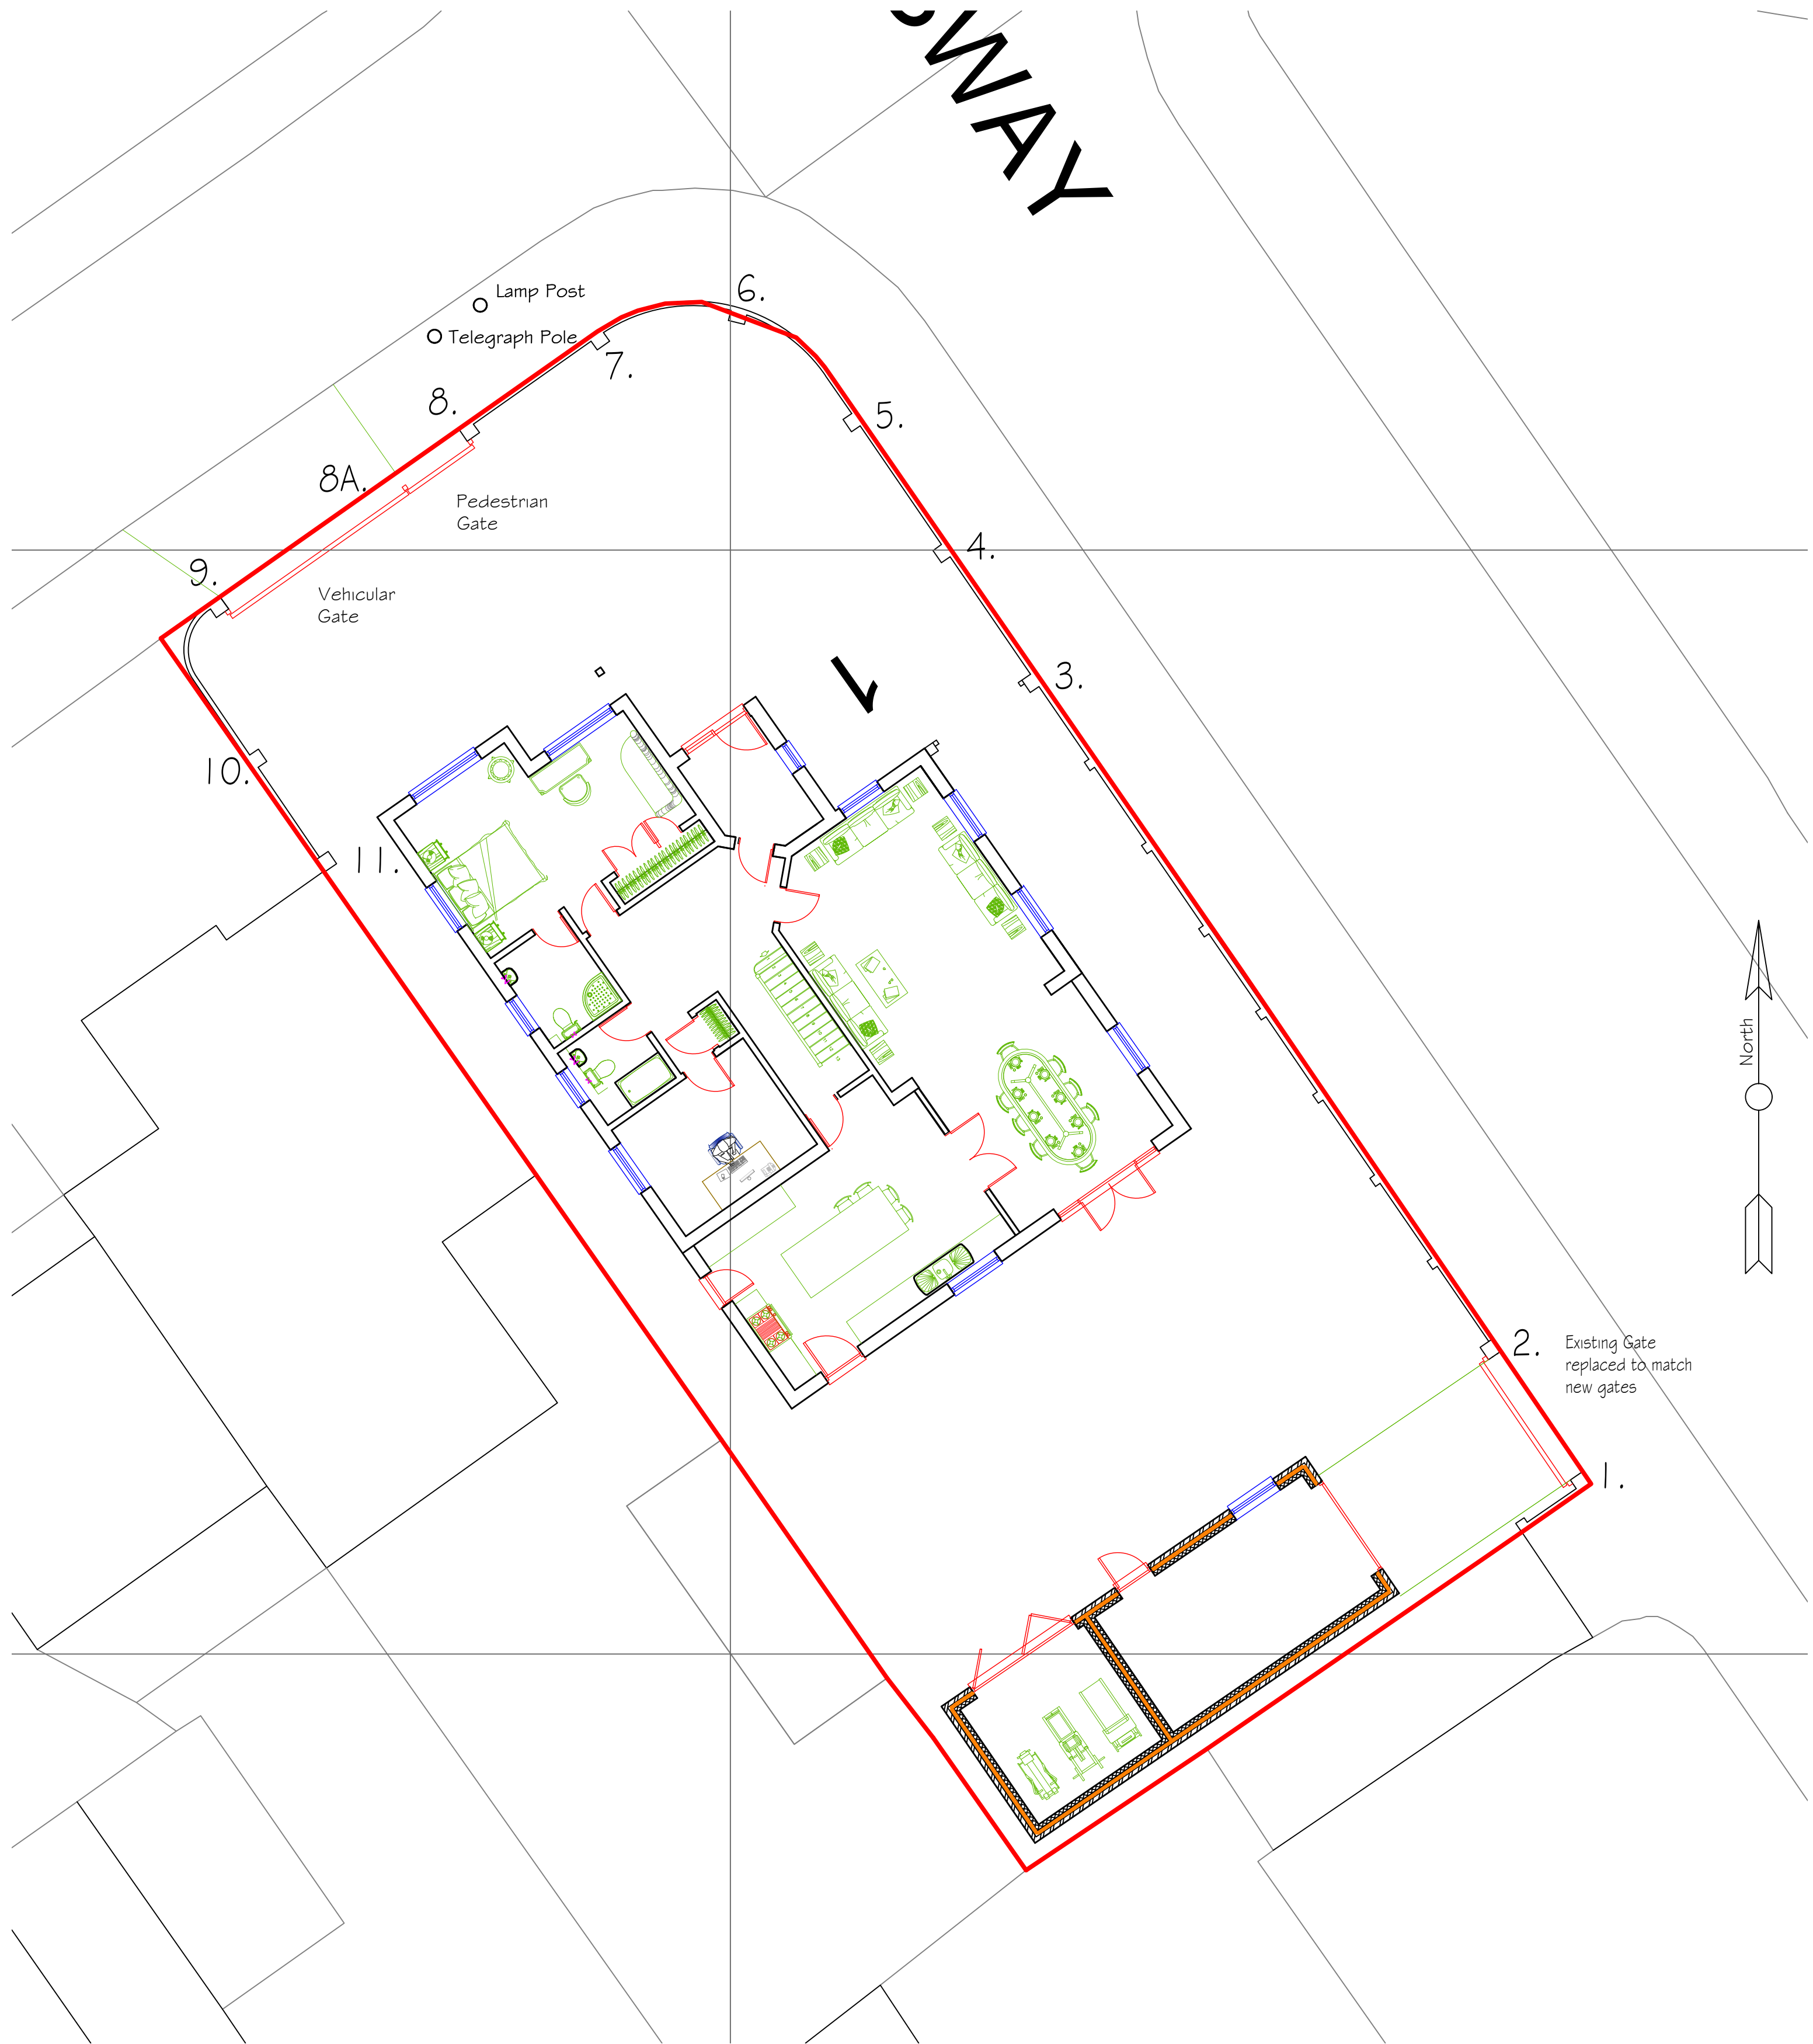 SWAY
6.
Lamp Post
Telegraph Pole
7.
8.
5.
8A.
Pedestrian
Gate
4.
9.
Vehicular
Gate
3.
1
10.
11.
North
2.
Existing Gate
replaced to match
new gates
1.